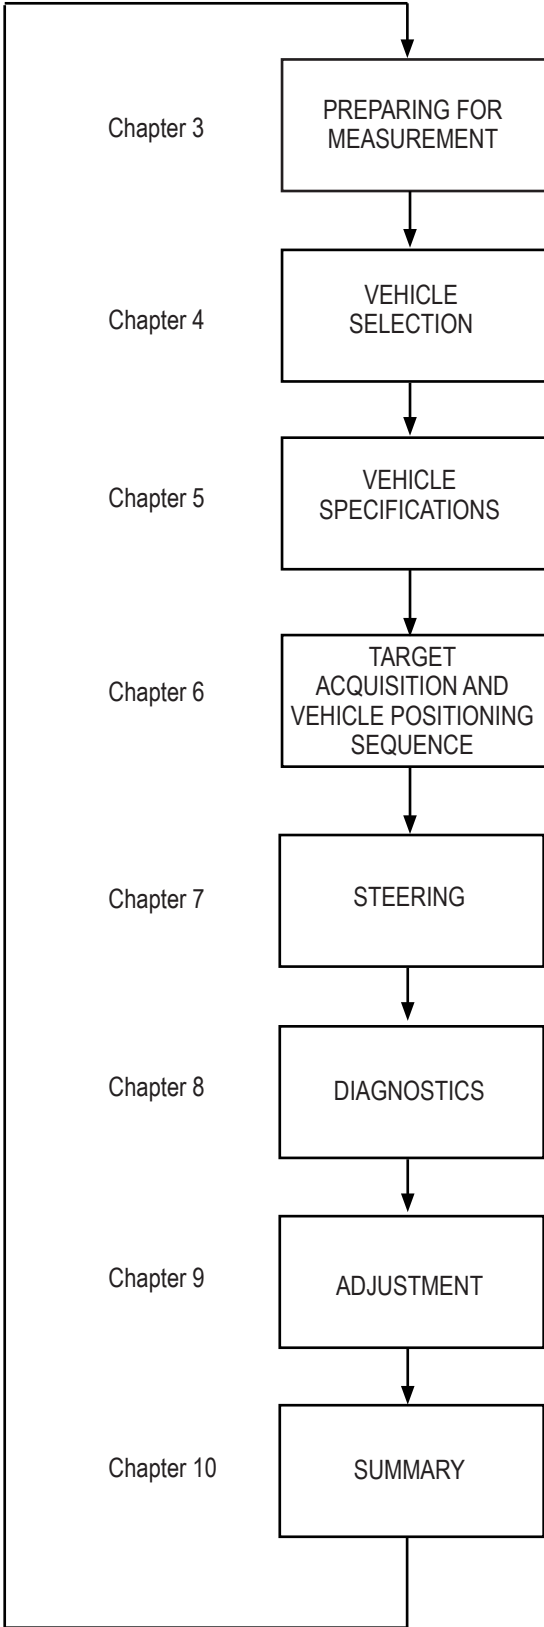 Chapter 3
PREPARING FOR
MEASUREMENT
Chapter 4
VEHICLE
SELECTION
Chapter 5
VEHICLE
SPECIFICATIONS
Chapter 6
TARGET
ACQUISITION AND
VEHICLE POSITIONING
SEQUENCE
Chapter 7
STEERING
Chapter 8
DIAGNOSTICS
Chapter 9
ADJUSTMENT
Chapter 10
SUMMARY